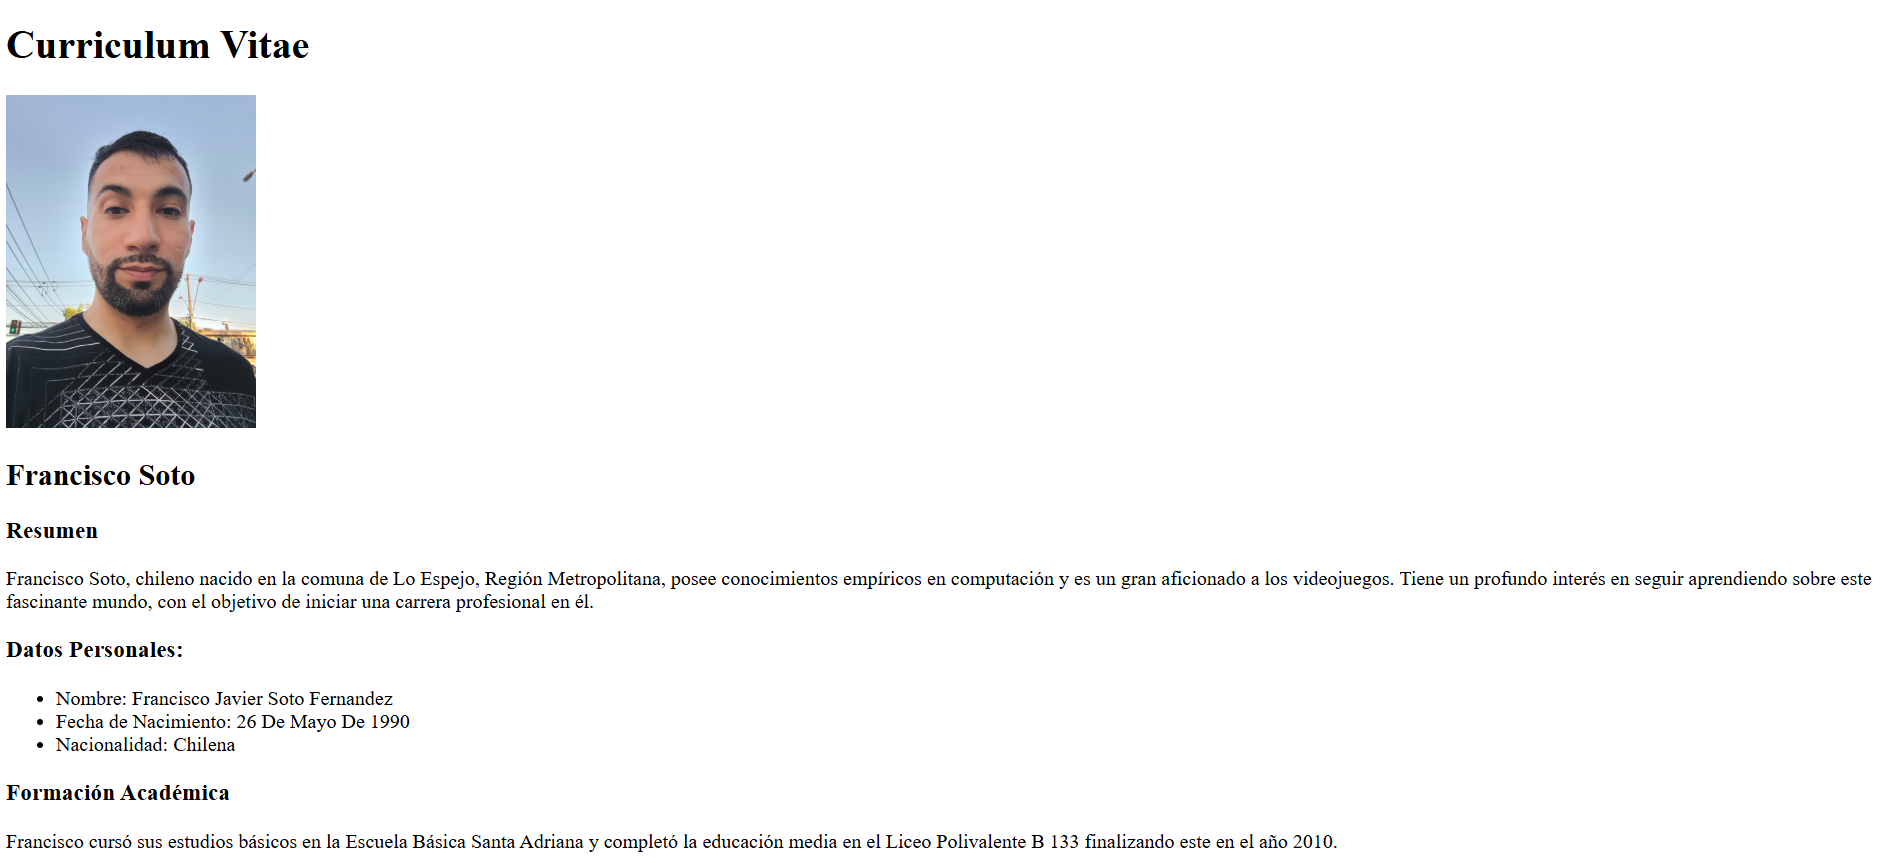 Curriculum Vitae
Francisco Soto
Resumen
Francisco Soto, chileno nacido en la comuna de Lo Espejo, Región Metropolitana, posee conocimientos empíricos en computación y es un gran aficionado a los videojuegos. Tiene un profundo interés en seguir aprendiendo sobre este
fascinante mundo, con el objetivo de iniciar una carrera profesional en él.
Datos Personales:
• Nombre: Francisco Javier Soto Fernandez
• Fecha de Nacimiento: 26 De Mayo De 1990
• Nacionalidad: Chilena
Formación Académica
Francisco cursó sus estudios básicos en la Escuela Básica Santa Adriana y completó la educación media en el Liceo Polivalente B 133 finalizando este en el año 2010.